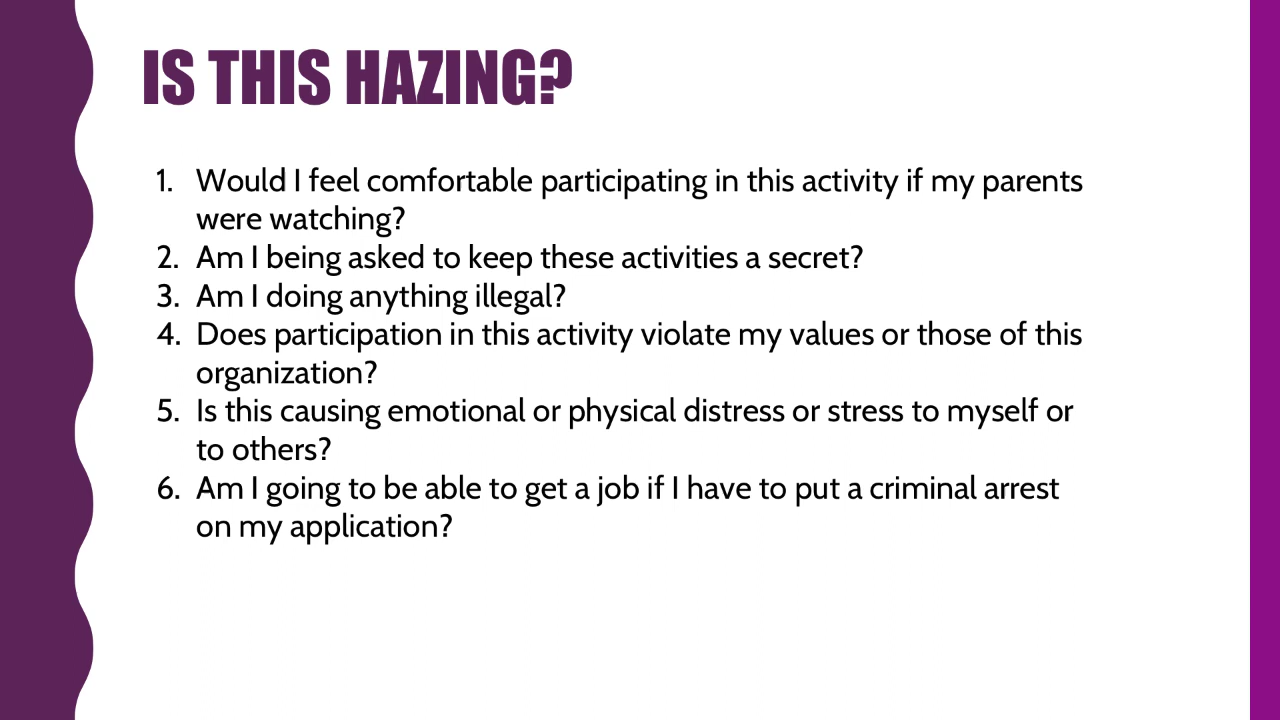 IS THIS HAZING?
1. Would I feel comfortable participating in this activity if my parents
were watching?
2. Am I being asked to keep these activities a secret?
3. Am I doing anything illegal?
4. Does participation in this activity violate my values or those of this
organization?
5. Is this causing emotional or physical distress or stress to myself or
to others?
6. Am I going to be able to get a job if I have to put a criminal arrest
on my application?